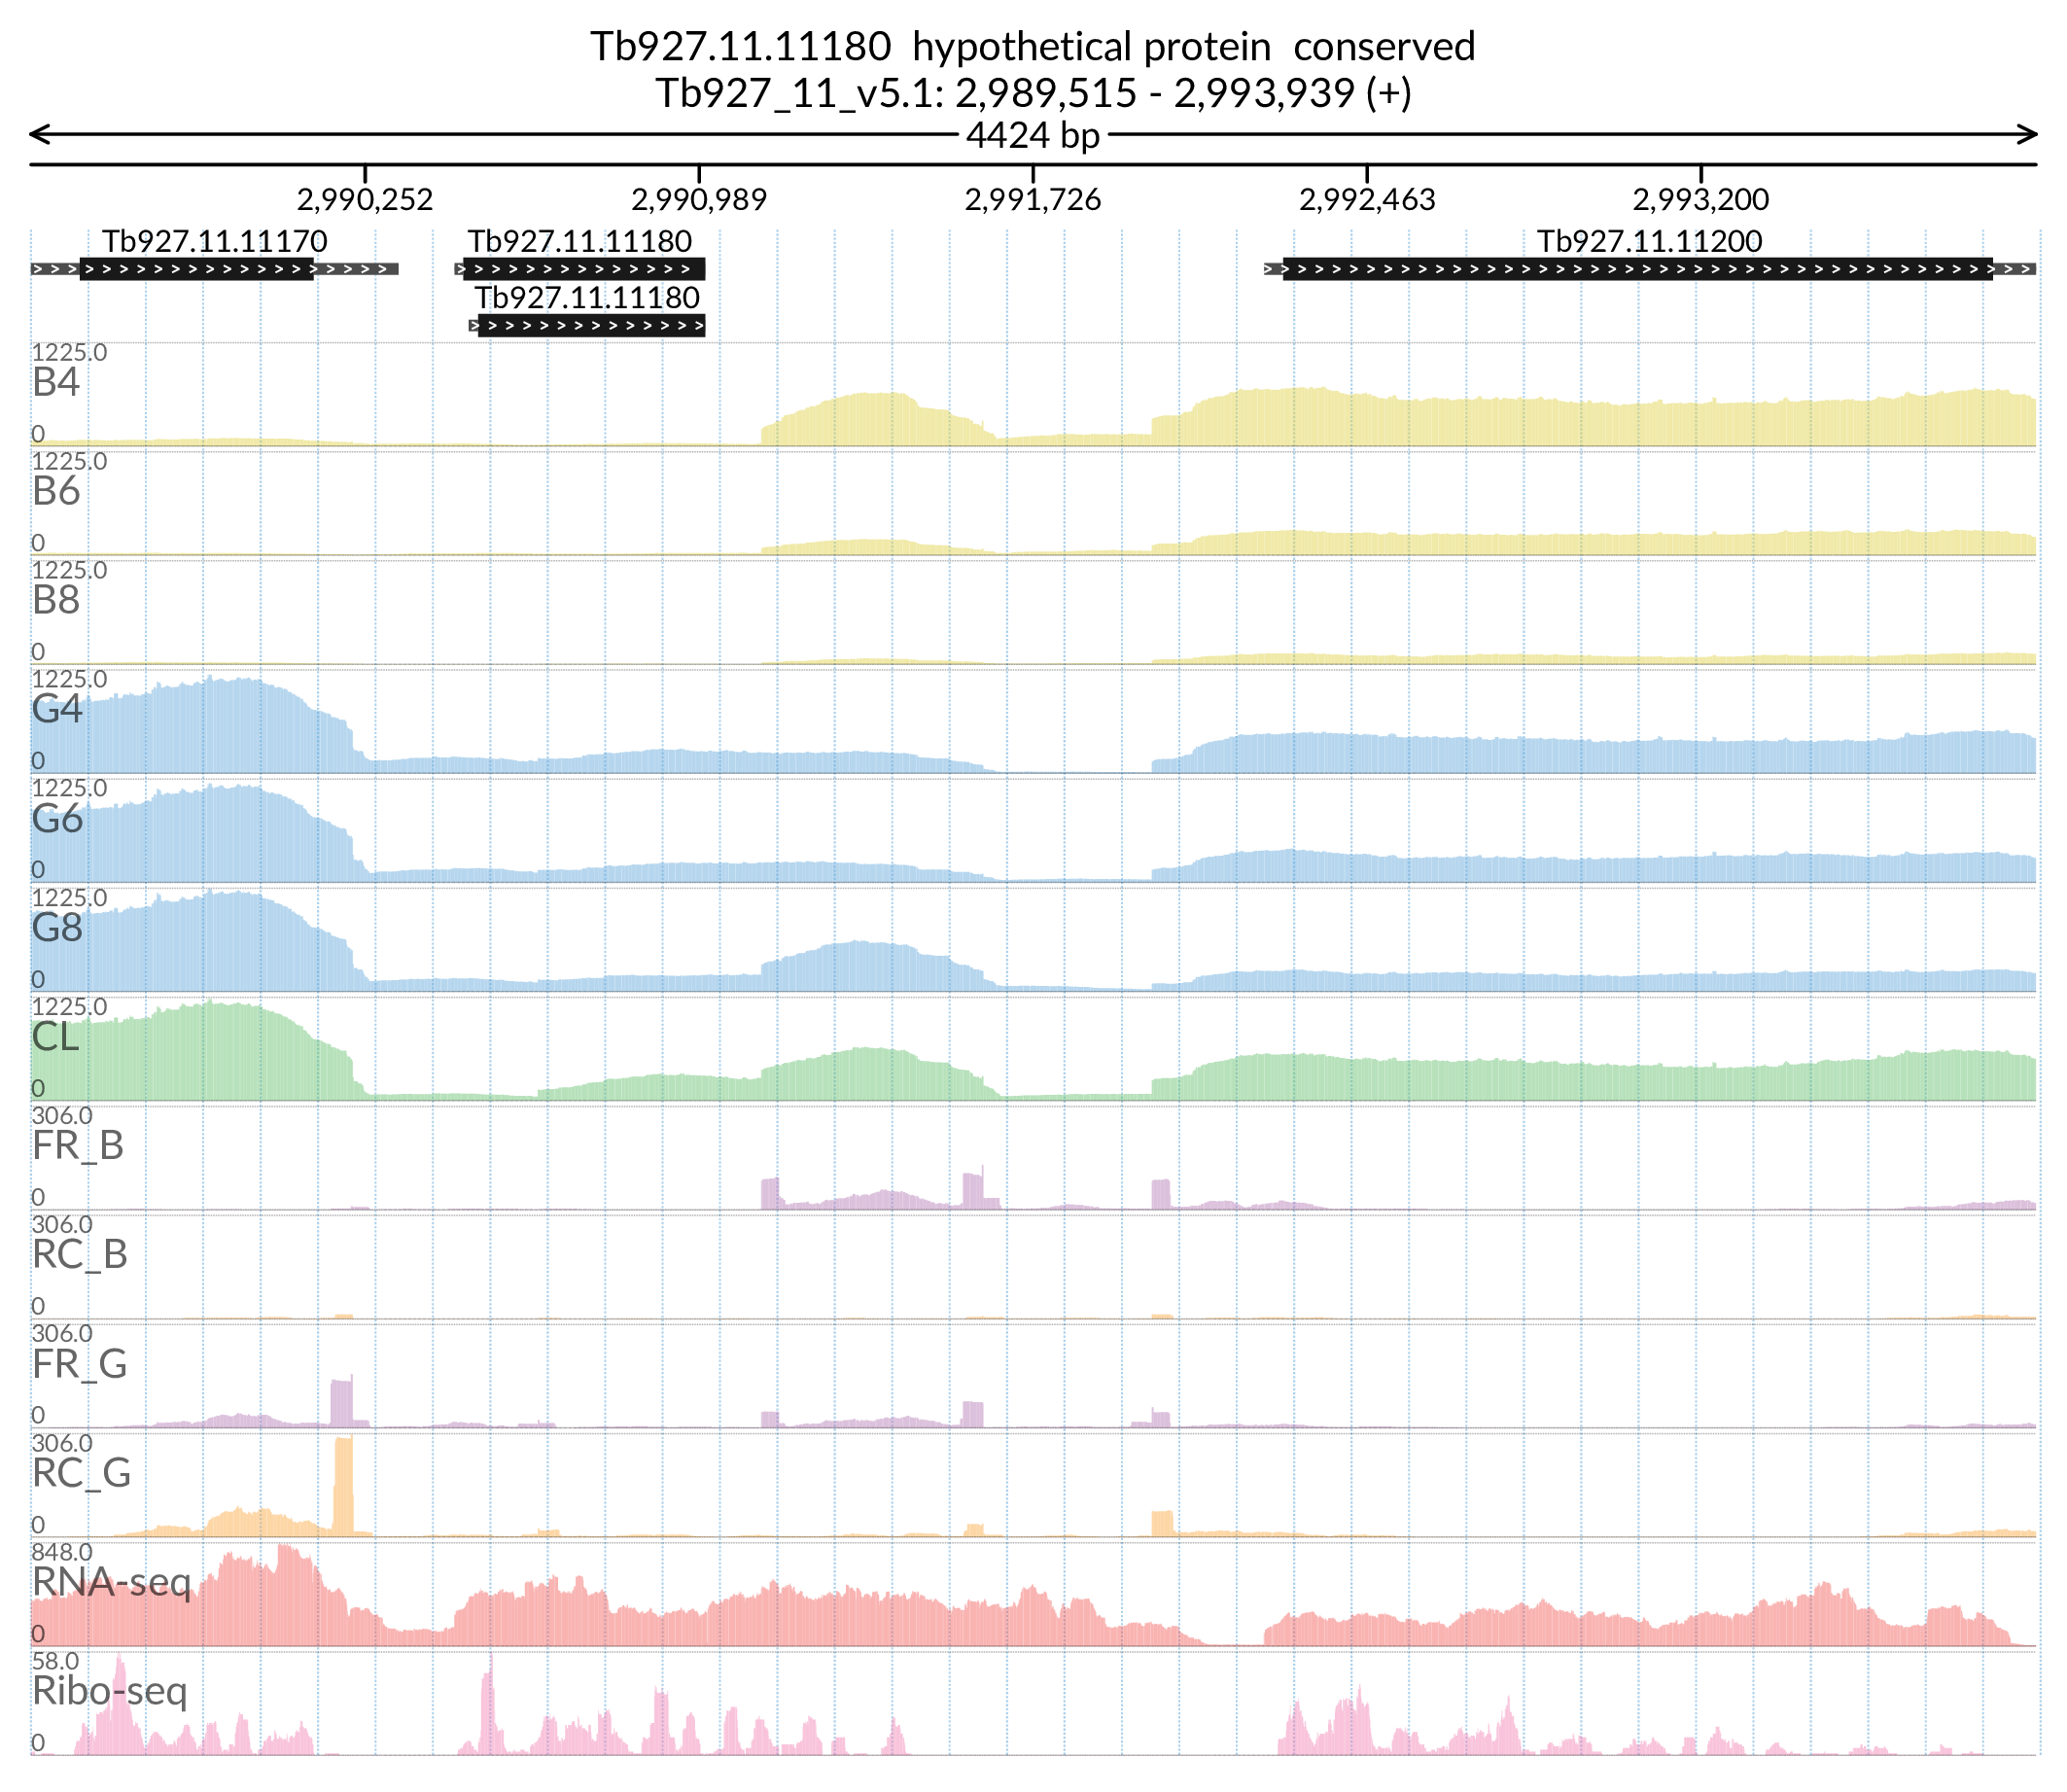 Tb927.11.11180 hypothetical protein conserved
Tb927_11_v5.1: 2,989,515 - 2,993,939 (+)
4424 bp
2,990,252 2,990,989 2,991,726 2,992,463 2,993,200
Tb927.11.11170 Tb927.11.11180 Tb927.11.11200
Tb927.11.11180
1225.0
B4
0
1225.0
B6
0
1225.0
B8
0
1225.0
G4
0
1225.0
G6
0
1225.0
G8
0
1225.0
CL
0
306.0
FR_B
0
306.0
RC_B
0
306.0
FR_G
0
306.0
RC_G
0
848.0
RNA-seq
0
58.0
Ribo-seq
0